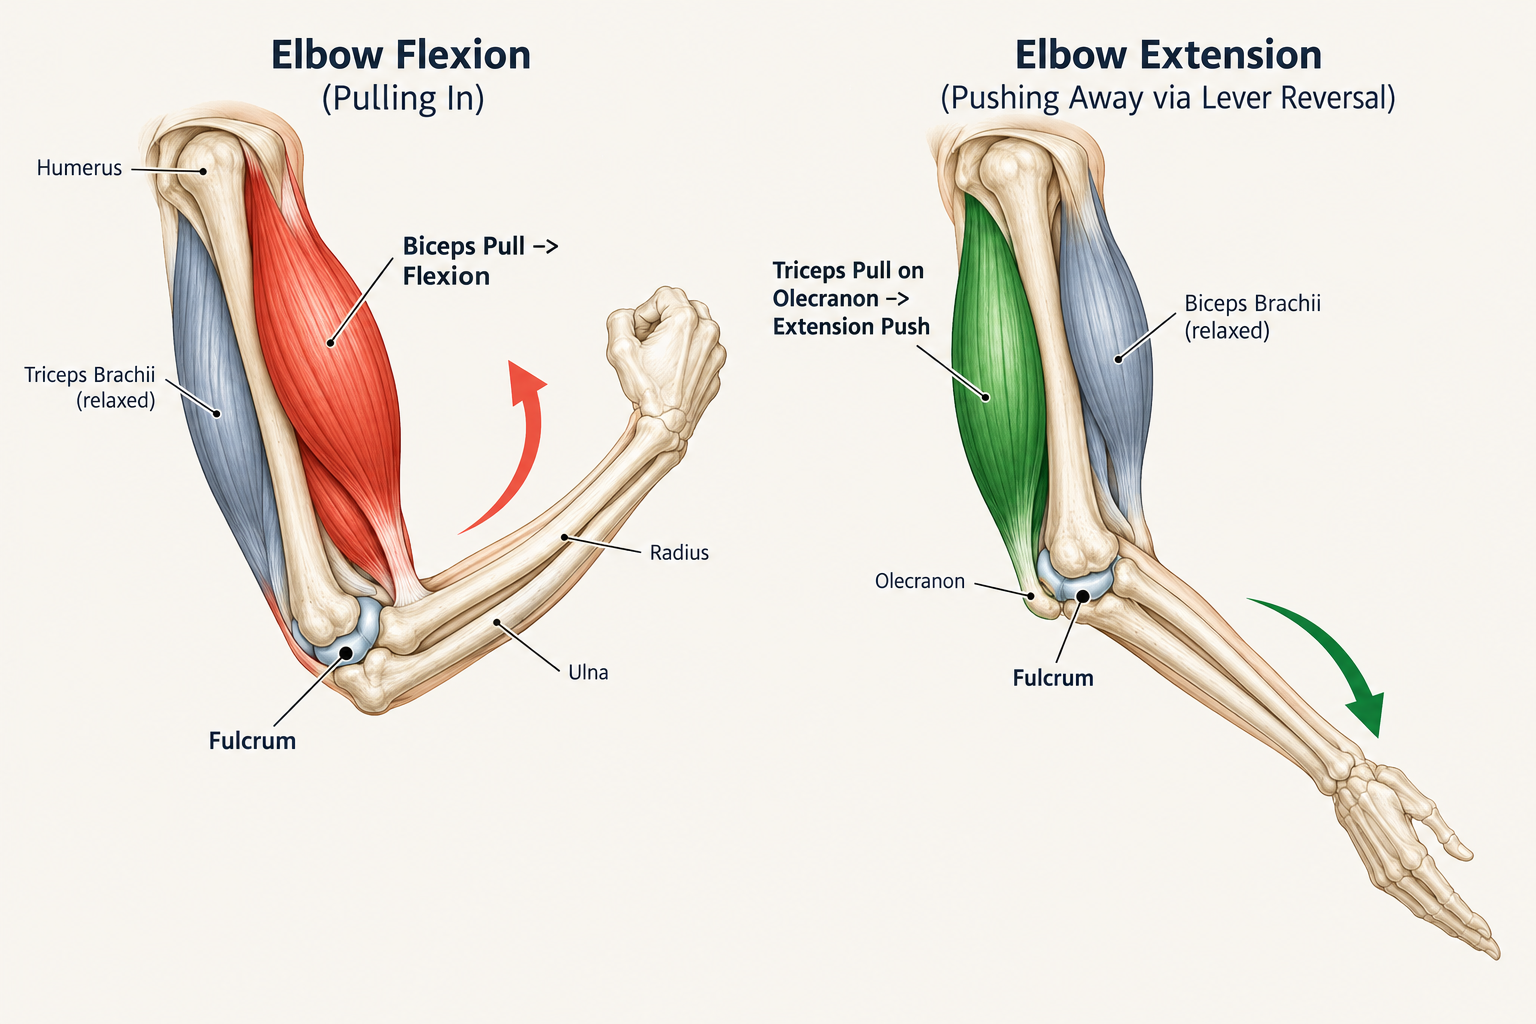 Elbow Flexion
(Pulling In)
Humerus
Biceps Pull –>
Flexion
Triceps Brachii
(relaxed)
Radius
Ulna
Fulcrum
Elbow Extension
(Pushing Away via Lever Reversal)
Triceps Pull on
Olecranon –>
Extension Push
Biceps Brachii
(relaxed)
Olecranon
Fulcrum